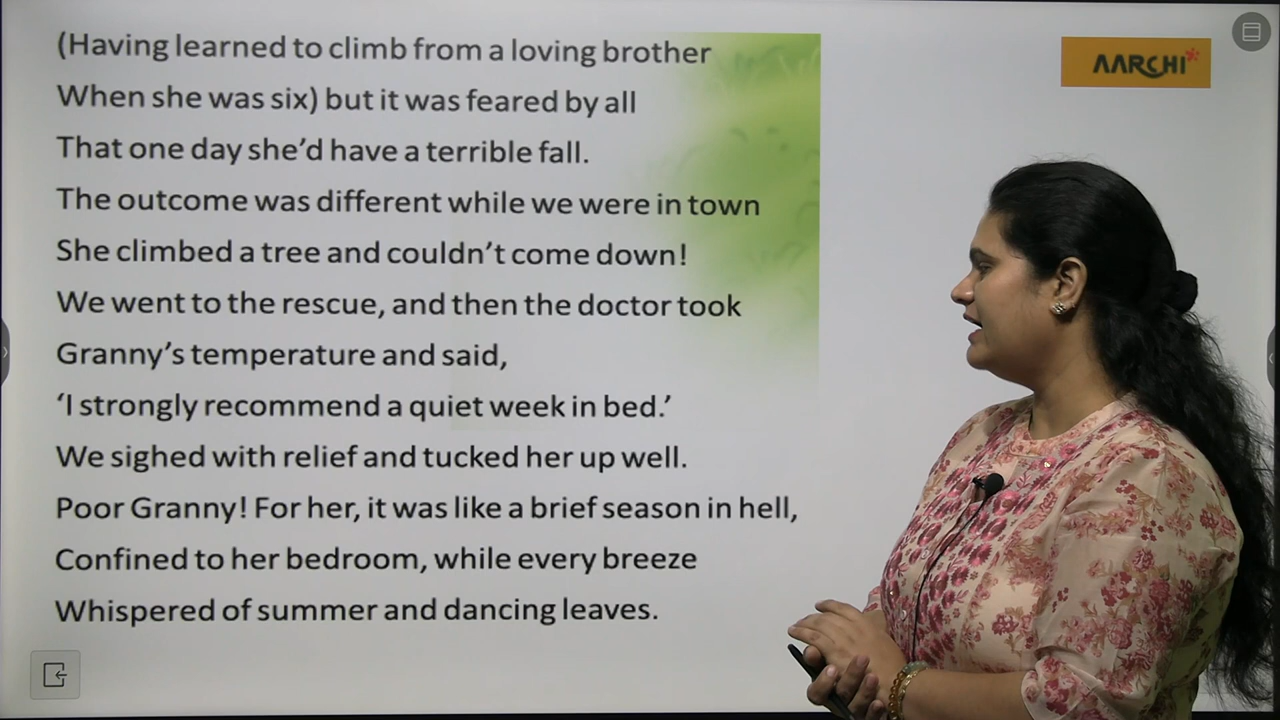 (Having learned to climb from a loving brother
When she was six) but it was feared by all
That one day she’d have a terrible fall.
The outcome was different while we were in town
She climbed a tree and couldn’t come down!
We went to the rescue, and then the doctor took
Granny’s temperature and said,
‘I strongly recommend a quiet week in bed.’
We sighed with relief and tucked her up well.
Poor Granny! For her, it was like a brief season in hell,
Confined to her bedroom, while every breeze
Whispered of summer and dancing leaves.
AARCHI